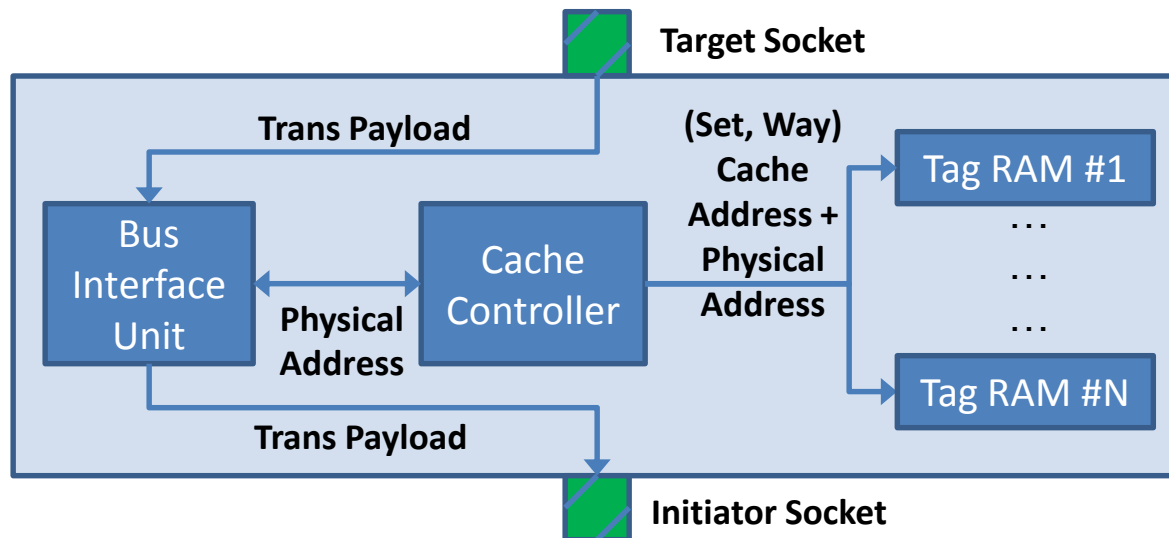 Target Socket
Trans Payload
(Set, Way)
Cache
Address +
Physical
Address
Tag RAM #1
...
...
...
Tag RAM #N
Bus
Interface
Unit
Physical
Address
Cache
Controller
Trans Payload
Initiator Socket